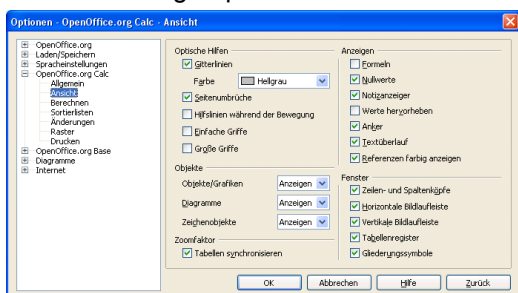 Optionen - OpenOffice.org Calc - Ansicht
OpenOffice.org
Laden/Speichern
Spracheinstellungen
OpenOffice.org Calc
Allgemein
Ansicht
Berechnen
Sortierlisten
Änderungen
Raster
Drucken
OpenOffice.org Base
Diagramme
Internet
Optische Hilfen
Gitterlinien
Farbe Hellgrau
Seitenumbrüche
Hilfslinien während der Bewegung
Einfache Griffe
Große Griffe
Objekte
Objekte/Grafiken Anzeigen
Diagramme Anzeigen
Zeichenobjekte Anzeigen
Zoomfaktor
Tabellen synchronisieren
Anzeigen
Formeln
Nullwerte
Notizanzeiger
Werte hervorheben
Anker
Textüberlauf
Referenzen farbig anzeigen
Fenster
Zeilen- und Spaltenköpfe
Horizontale Bildlaufleiste
Vertikale Bildlaufleiste
Tabellenregister
Gliederungssymbole
OK Abbrechen Hilfe Zurück